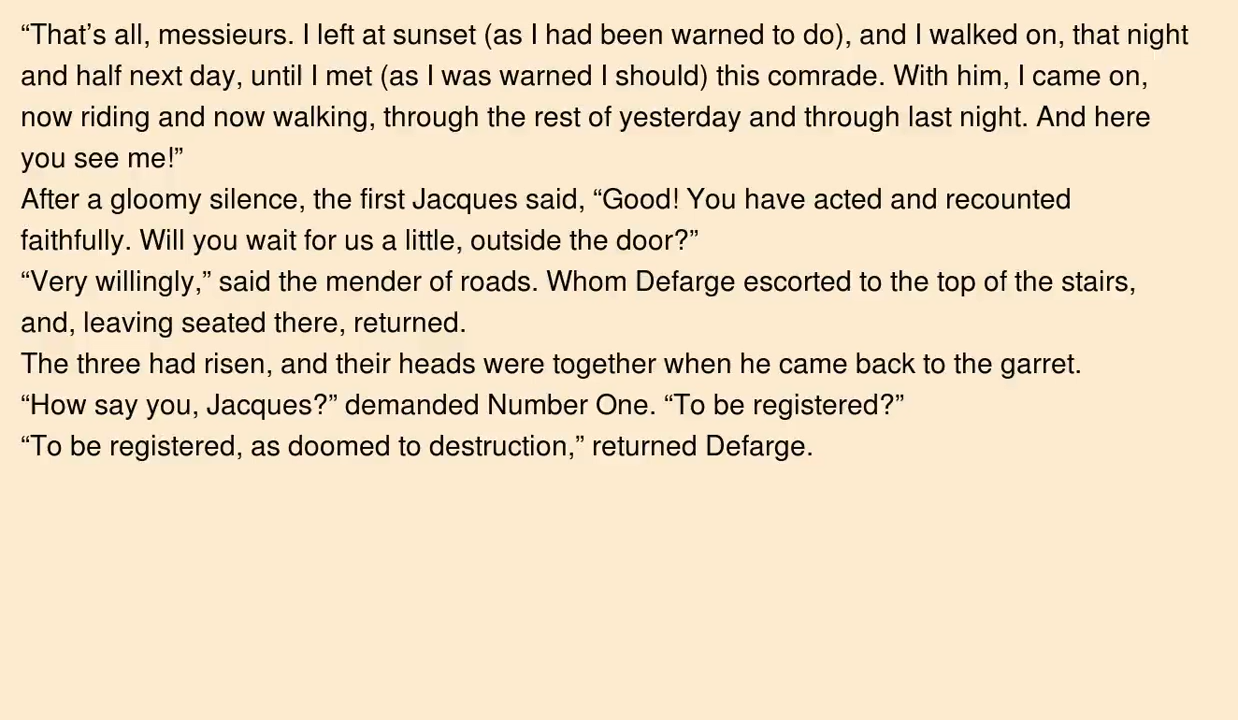 “That’s all, messieurs. I left at sunset (as I had been warned to do), and I walked on, that night
and half next day, until I met (as I was warned I should) this comrade. With him, I came on,
now riding and now walking, through the rest of yesterday and through last night. And here
you see me!”
After a gloomy silence, the first Jacques said, “Good! You have acted and recounted
faithfully. Will you wait for us a little, outside the door?”
“Very willingly,” said the mender of roads. Whom Defarge escorted to the top of the stairs,
and, leaving seated there, returned.
The three had risen, and their heads were together when he came back to the garret.
“How say you, Jacques?” demanded Number One. “To be registered?”
“To be registered, as doomed to destruction,” returned Defarge.